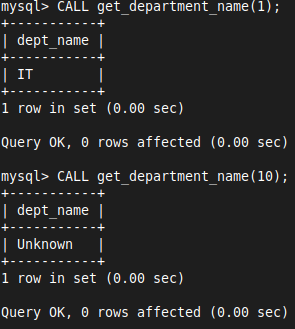 mysql> CALL get_department_name(1);
+-----------+
| dept_name |
+-----------+
| IT        |
+-----------+
1 row in set (0.00 sec)

Query OK, 0 rows affected (0.00 sec)

mysql> CALL get_department_name(10);
+-----------+
| dept_name |
+-----------+
| Unknown   |
+-----------+
1 row in set (0.00 sec)

Query OK, 0 rows affected (0.00 sec)